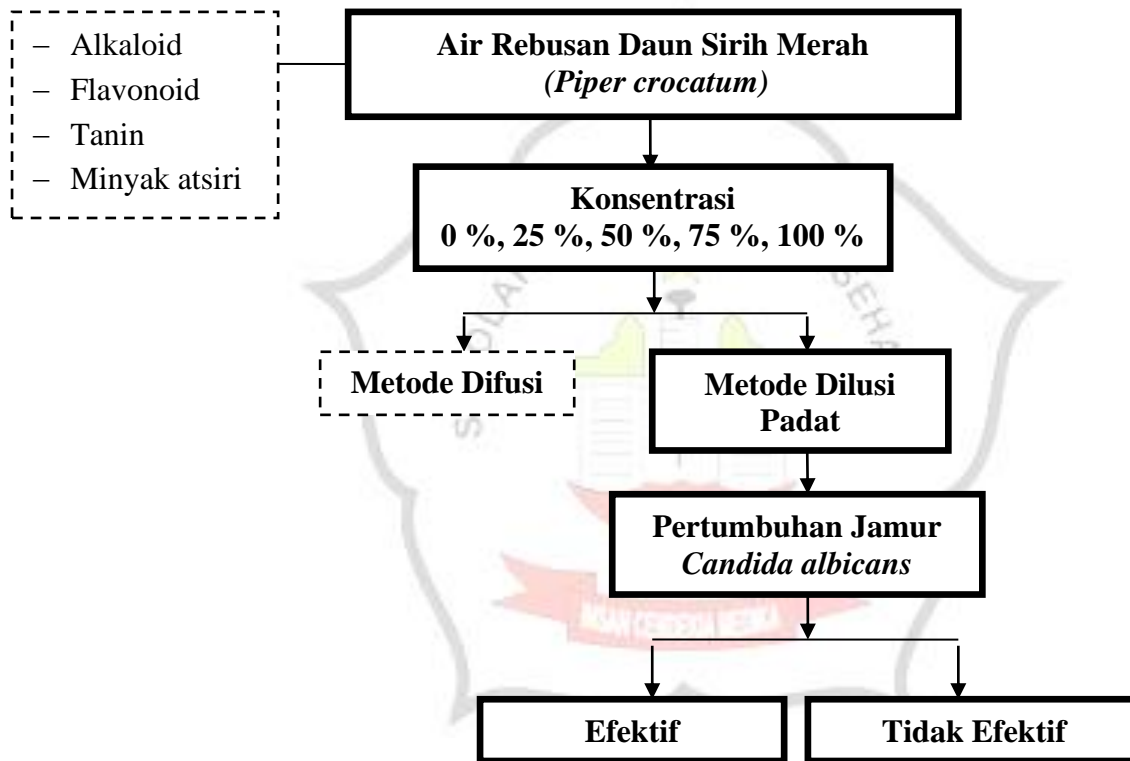 – Alkaloid
– Flavonoid
– Tanin
– Minyak atsiri
Air Rebusan Daun Sirih Merah
(Piper crocatum)
Konsentrasi
0 %, 25 %, 50 %, 75 %, 100 %
Metode Difusi
Metode Dilusi
Padat
Pertumbuhan Jamur
Candida albicans
Efektif
Tidak Efektif